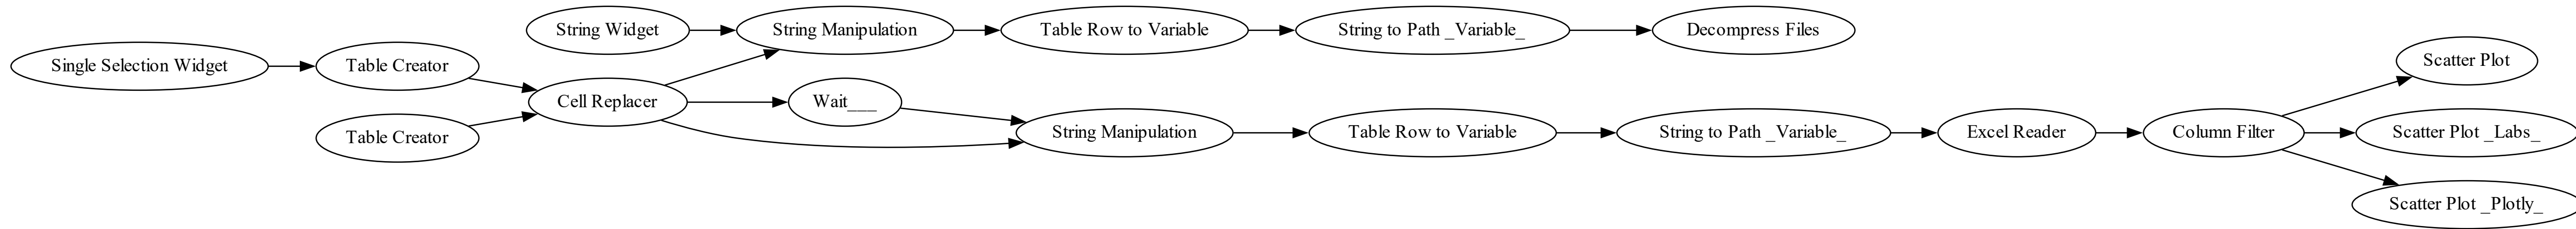 Single Selection Widget
Table Creator
Table Creator
String Widget
Cell Replacer
String Manipulation
Wait___
Table Row to Variable
String Manipulation
String to Path _Variable_
Table Row to Variable
Decompress Files
String to Path _Variable_
Excel Reader
Column Filter
Scatter Plot
Scatter Plot _Labs_
Scatter Plot _Plotly_